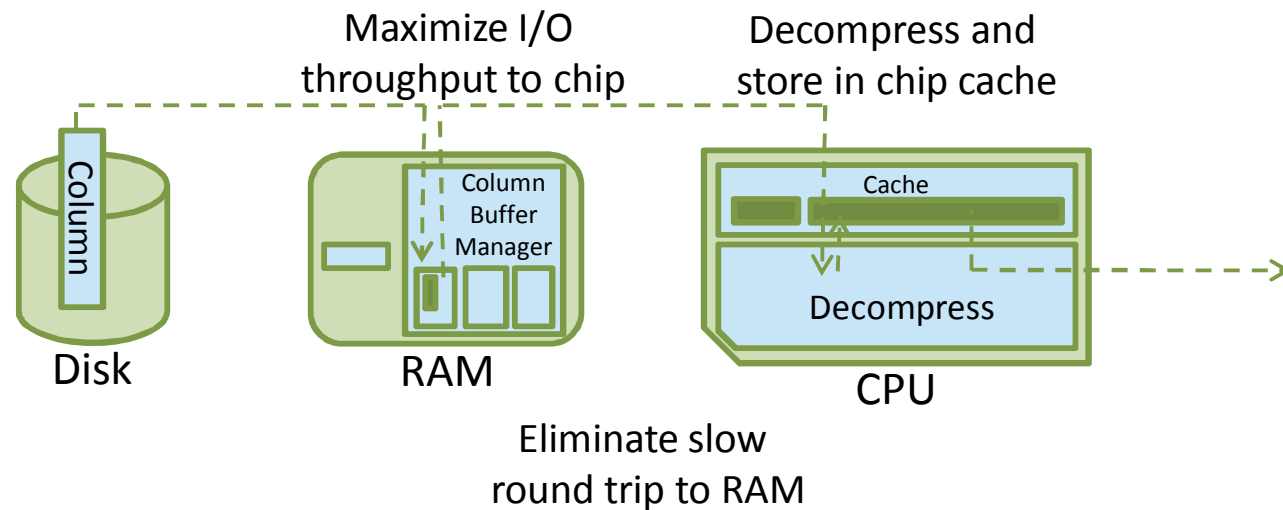 Maximize I/O
throughput to chip
Decompress and
store in chip cache
Column
Column
Buffer
Manager
Cache
Decompress
Disk
RAM
CPU
Eliminate slow
round trip to RAM